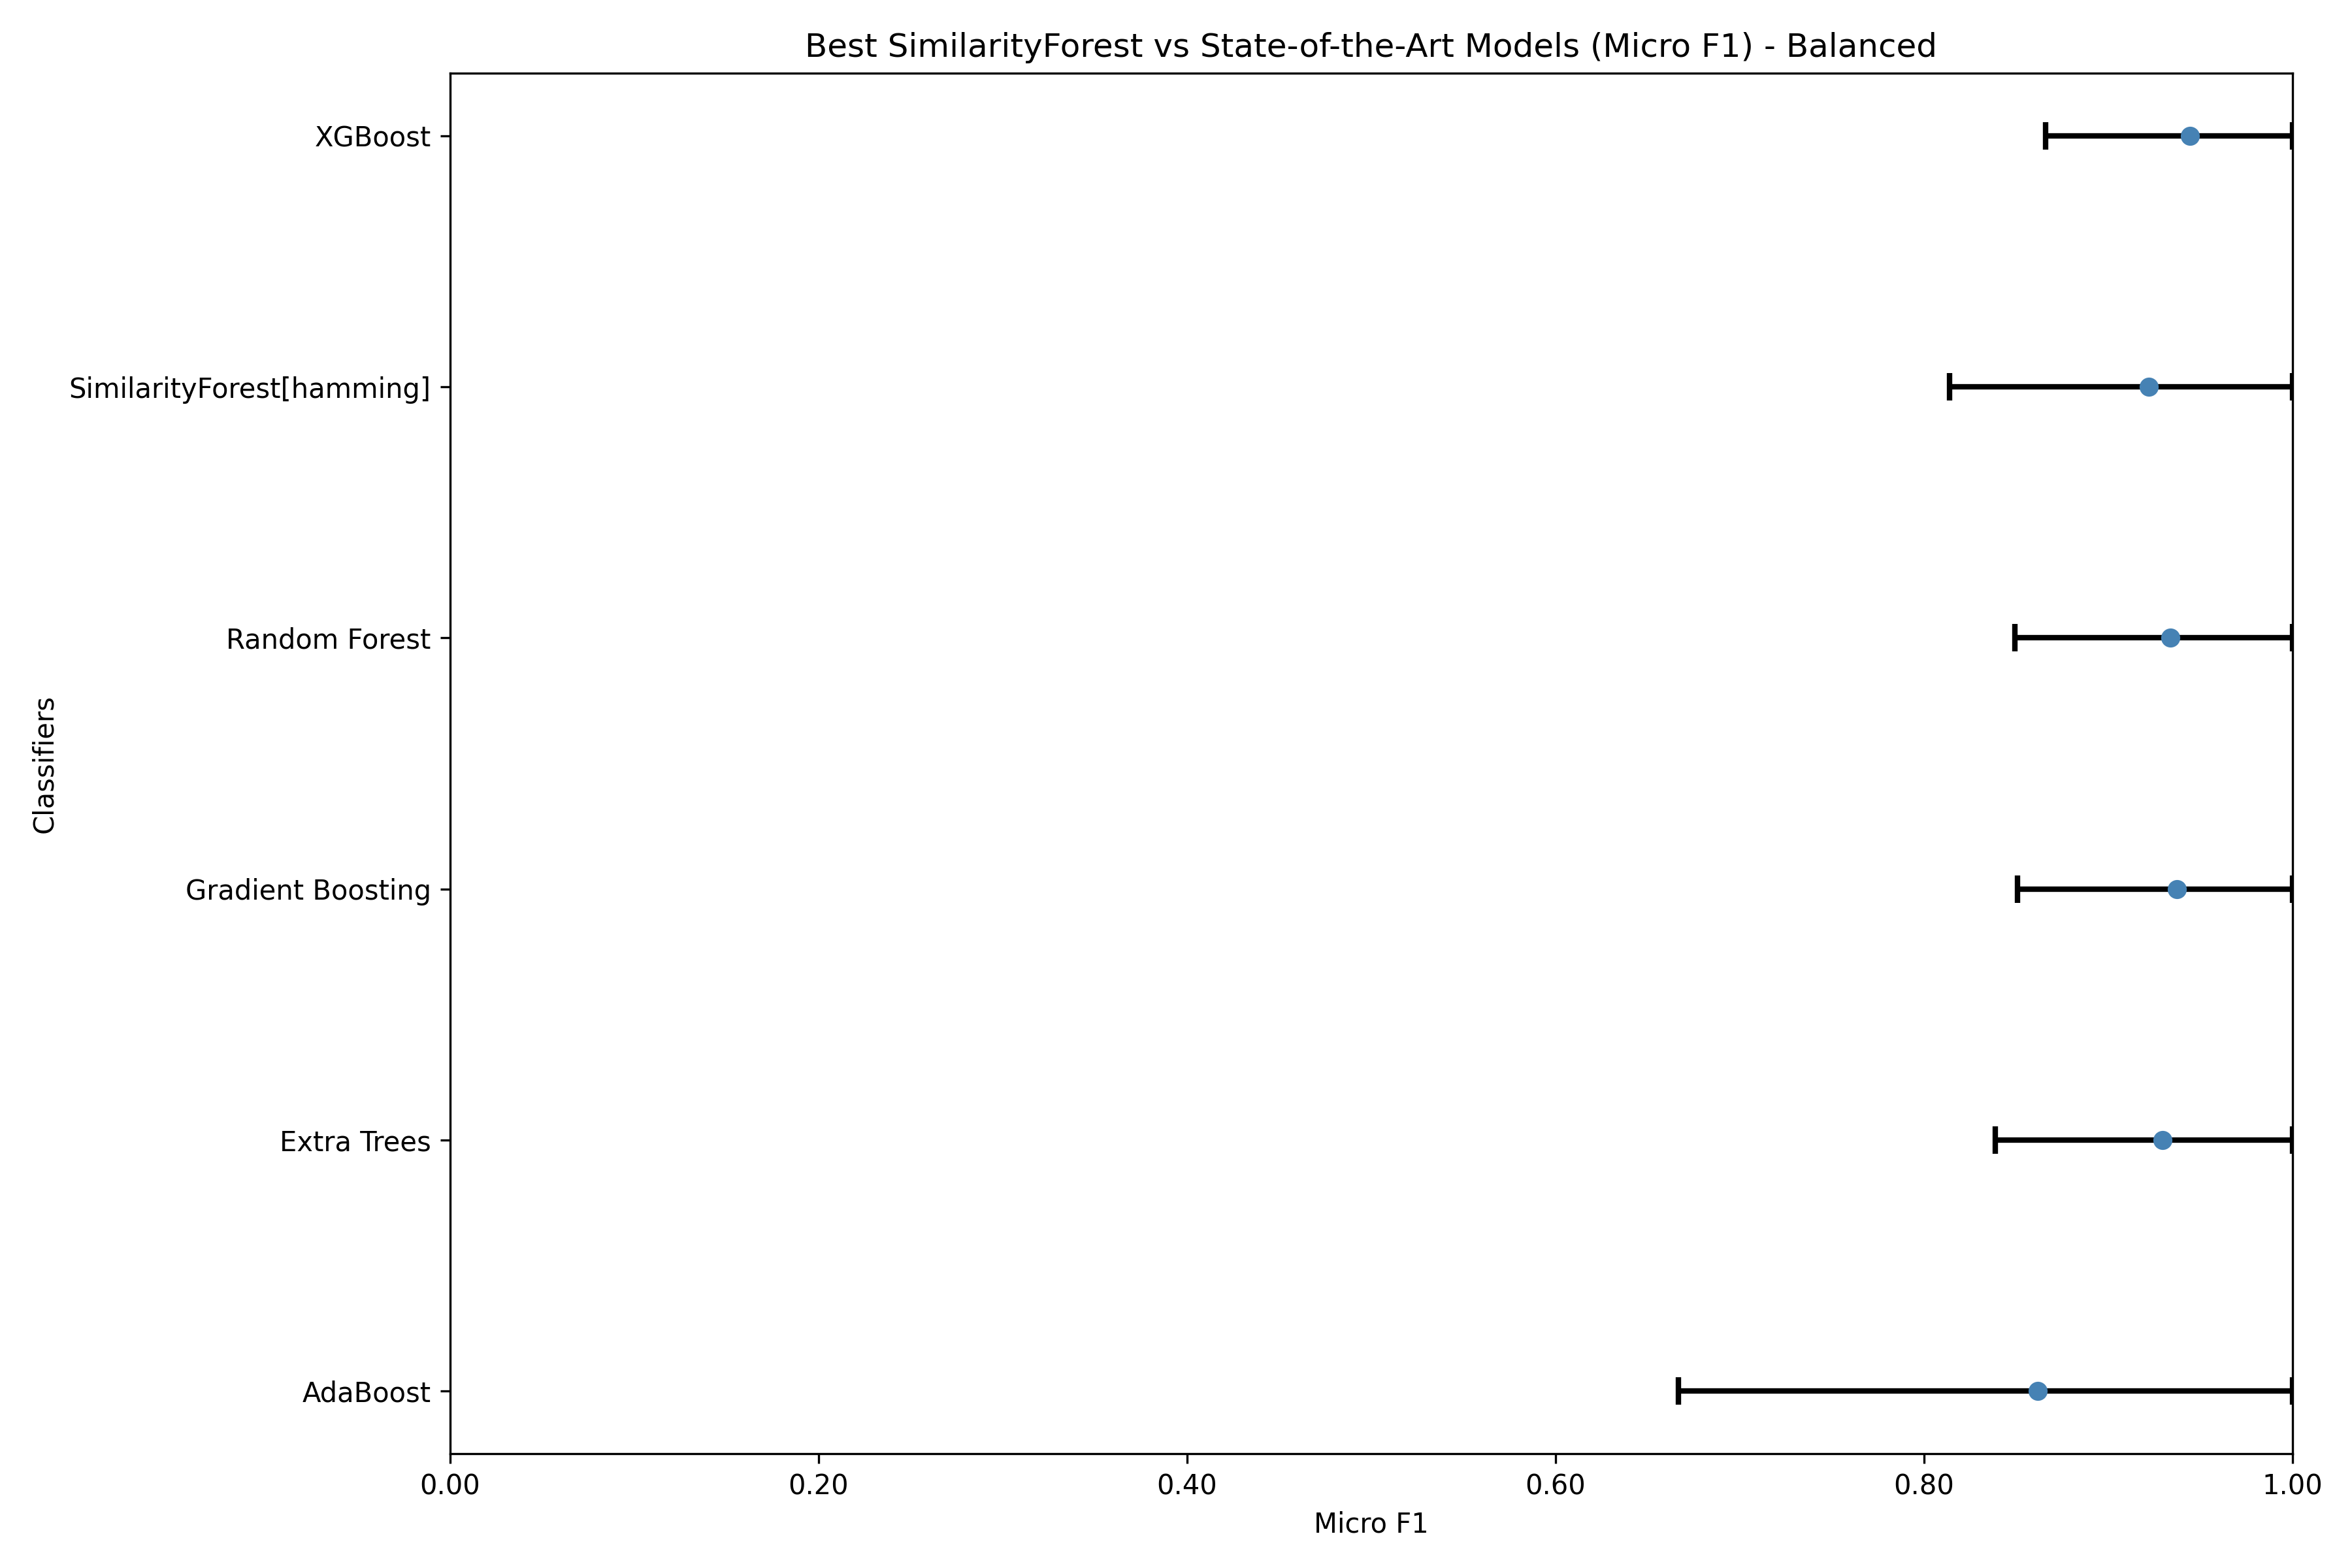 Best SimilarityForest vs State-of-the-Art Models (Micro F1) - Balanced
XGBoost
SimilarityForest[hamming]
Random Forest
Gradient Boosting
Extra Trees
AdaBoost
Classifiers
0.00 0.20 0.40 0.60 0.80 1.00
Micro F1